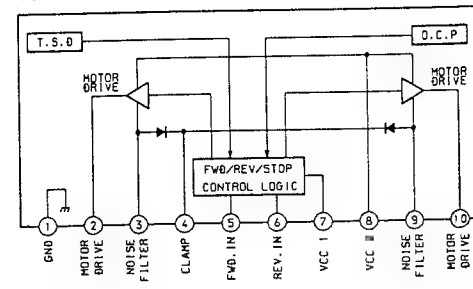 T.S.D
O.C.P
MOTOR
DRIVE
MOTOR
DRIVE
FWD/REV/STOP
CONTROL LOGIC
1
2
3
4
5
6
7
8
9
10
GND
MOTOR
DRIVE
NOISE
FILTER
CLAMP
FWD.IN
REV.IN
VCC 1
VCC
NOISE
FILTER
MOTOR
DRIVE